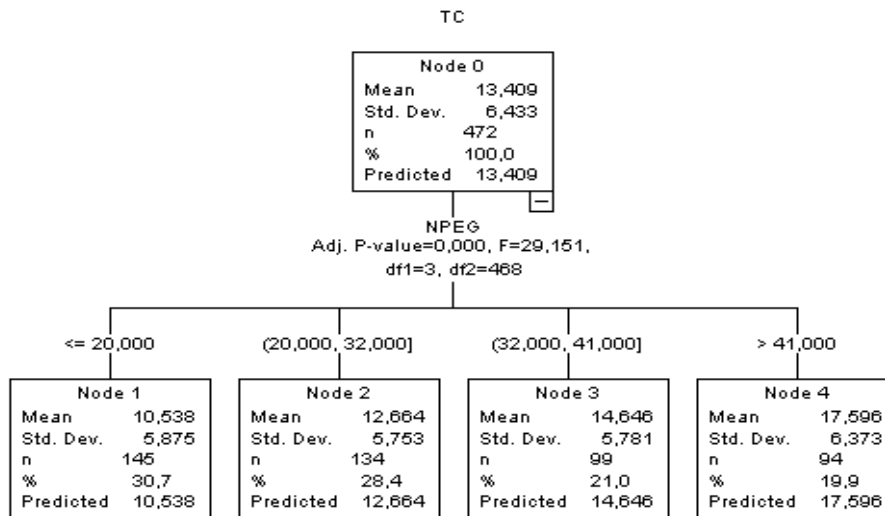 TC
Node 0
Mean 13,409
Std. Dev. 6,433
n 472
% 100,0
Predicted 13,409
NPEG
Adj. P-value=0,000, F=29,151,
df1=3, df2=468
<= 20,000
(20,000, 32,000]
(32,000, 41,000]
> 41,000
Node 1
Mean 10,538
Std. Dev. 5,875
n 145
% 30,7
Predicted 10,538
Node 2
Mean 12,664
Std. Dev. 5,753
n 134
% 28,4
Predicted 12,664
Node 3
Mean 14,646
Std. Dev. 5,781
n 99
% 21,0
Predicted 14,646
Node 4
Mean 17,596
Std. Dev. 6,373
n 94
% 19,9
Predicted 17,596